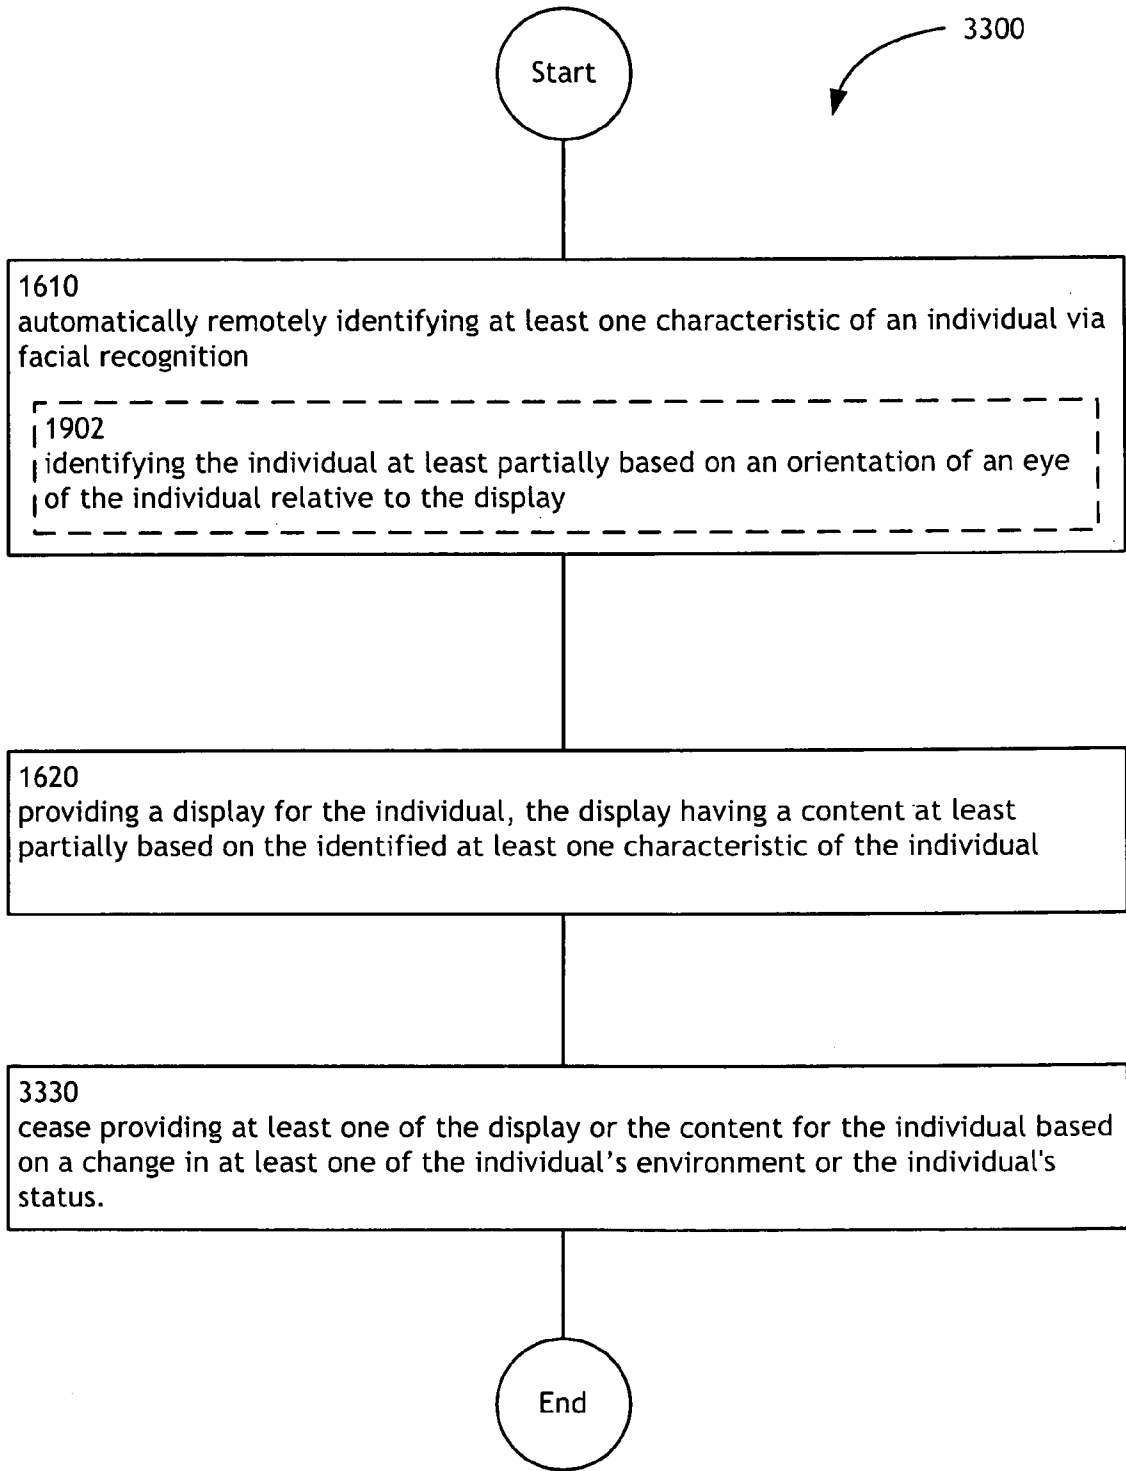 3300
Start
1610
automatically remotely identifying at least one characteristic of an individual via
facial recognition
1902
identifying the individual at least partially based on an orientation of an eye
of the individual relative to the display
1620
providing a display for the individual, the display having a content at least
partially based on the identified at least one characteristic of the individual
3330
cease providing at least one of the display or the content for the individual based
on a change in at least one of the individual's environment or the individual's
status.
End